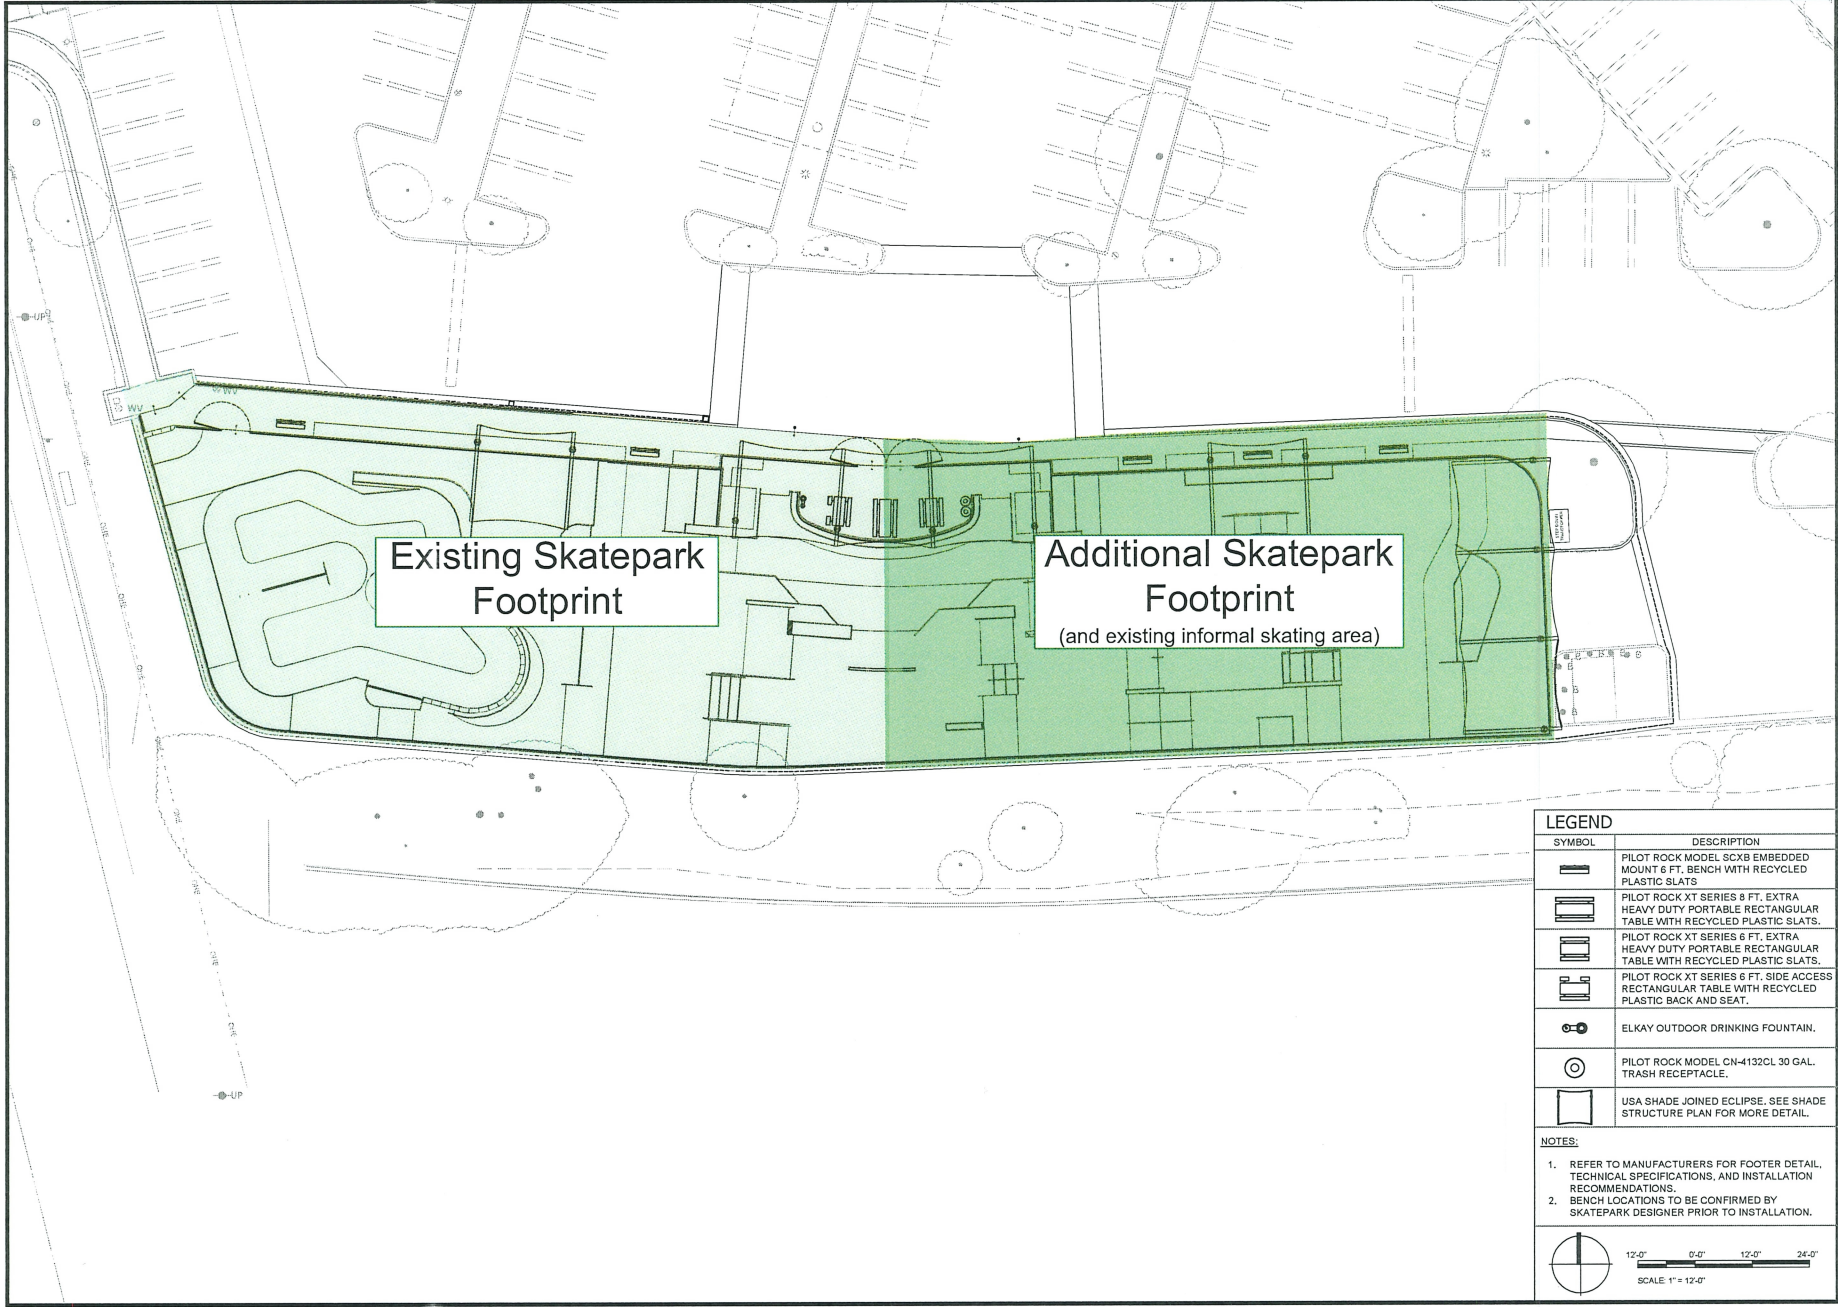 UP
WV
WV
Existing Skatepark
Footprint
Additional Skatepark
Footprint
(and existing informal skating area)
UP
LEGEND
SYMBOL DESCRIPTION
PILOT ROCK MODEL SCXB EMBEDDED
MOUNT 6 FT. BENCH WITH RECYCLED
PLASTIC SLATS
PILOT ROCK XT SERIES 8 FT. EXTRA
HEAVY DUTY PORTABLE RECTANGULAR
TABLE WITH RECYCLED PLASTIC SLATS.
PILOT ROCK XT SERIES 6 FT. EXTRA
HEAVY DUTY PORTABLE RECTANGULAR
TABLE WITH RECYCLED PLASTIC SLATS.
PILOT ROCK XT SERIES 6 FT. SIDE ACCESS
RECTANGULAR TABLE WITH RECYCLED
PLASTIC BACK AND SEAT.
ELKAY OUTDOOR DRINKING FOUNTAIN.
PILOT ROCK MODEL CN-4132CL 30 GAL.
TRASH RECEPTACLE.
USA SHADE JOINED ECLIPSE. SEE SHADE
STRUCTURE PLAN FOR MORE DETAIL.
NOTES:
1. REFER TO MANUFACTURERS FOR FOOTER DETAIL,
TECHNICAL SPECIFICATIONS, AND INSTALLATION
RECOMMENDATIONS.
2. BENCH LOCATIONS TO BE CONFIRMED BY
SKATEPARK DESIGNER PRIOR TO INSTALLATION.
12'-0" 0'-0" 12'-0" 24'-0"
SCALE: 1" = 12'-0"